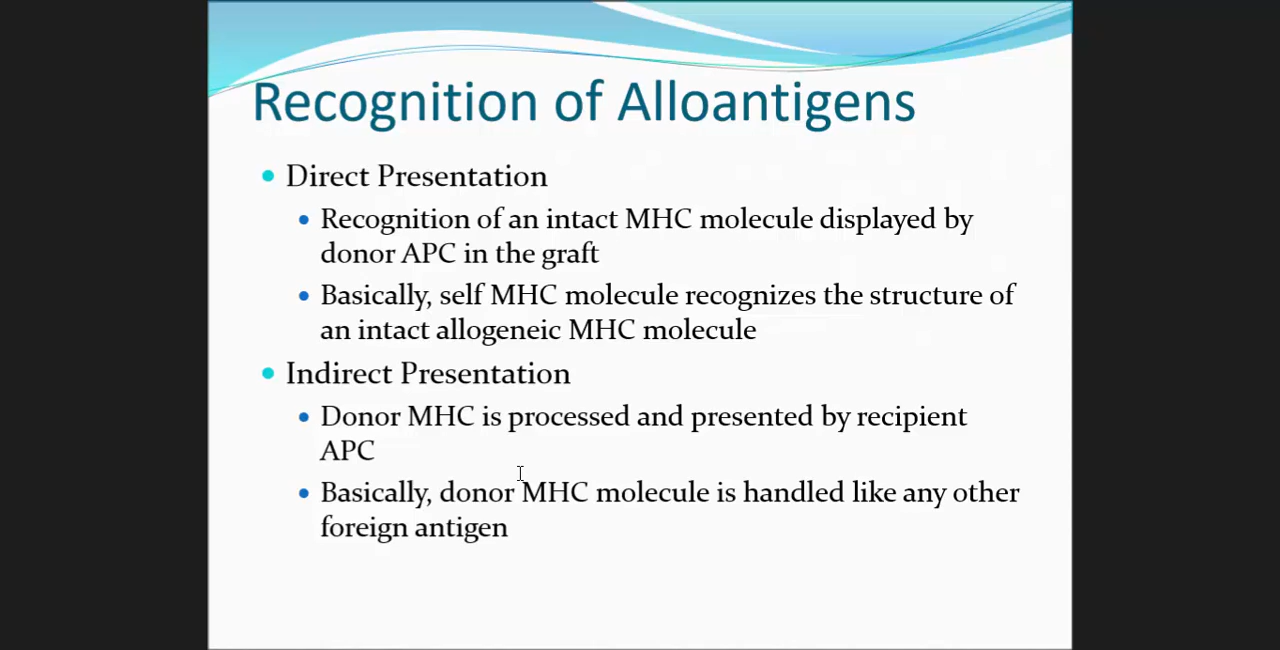 Recognition of Alloantigens
Direct Presentation
Recognition of an intact MHC molecule displayed by
donor APC in the graft
Basically, self MHC molecule recognizes the structure of
an intact allogeneic MHC molecule
Indirect Presentation
Donor MHC is processed and presented by recipient
APC
Basically, donor MHC molecule is handled like any other
foreign antigen